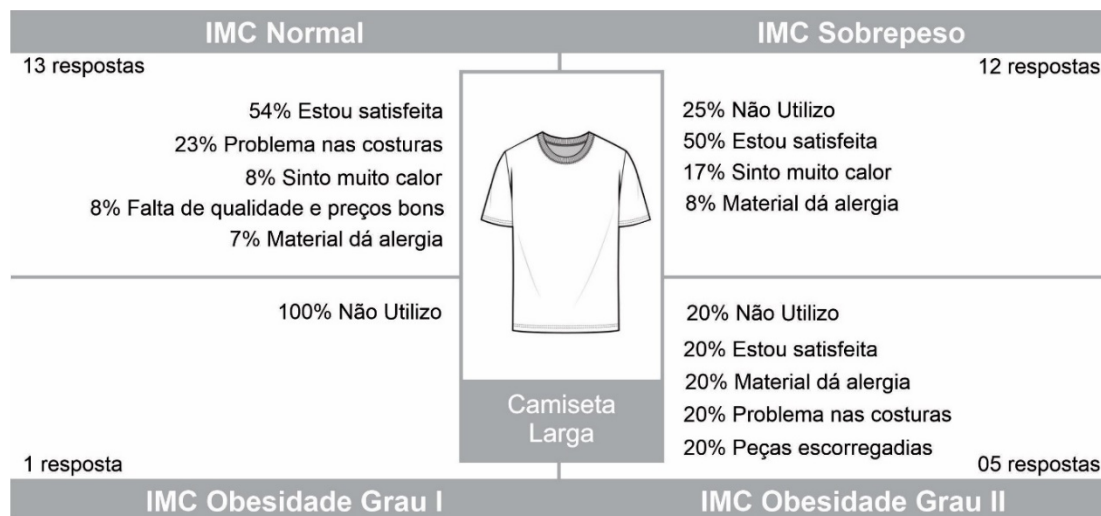 IMC Normal
IMC Sobrepeso
13 respostas
12 respostas
54% Estou satisfeita
23% Problema nas costuras
8% Sinto muito calor
8% Falta de qualidade e preços bons
7% Material dá alergia
25% Não Utilizo
50% Estou satisfeita
17% Sinto muito calor
8% Material dá alergia
100% Não Utilizo
20% Não Utilizo
20% Estou satisfeita
20% Material dá alergia
20% Problema nas costuras
20% Peças escorregadias
Camiseta
Larga
1 resposta
05 respostas
IMC Obesidade Grau I
IMC Obesidade Grau II